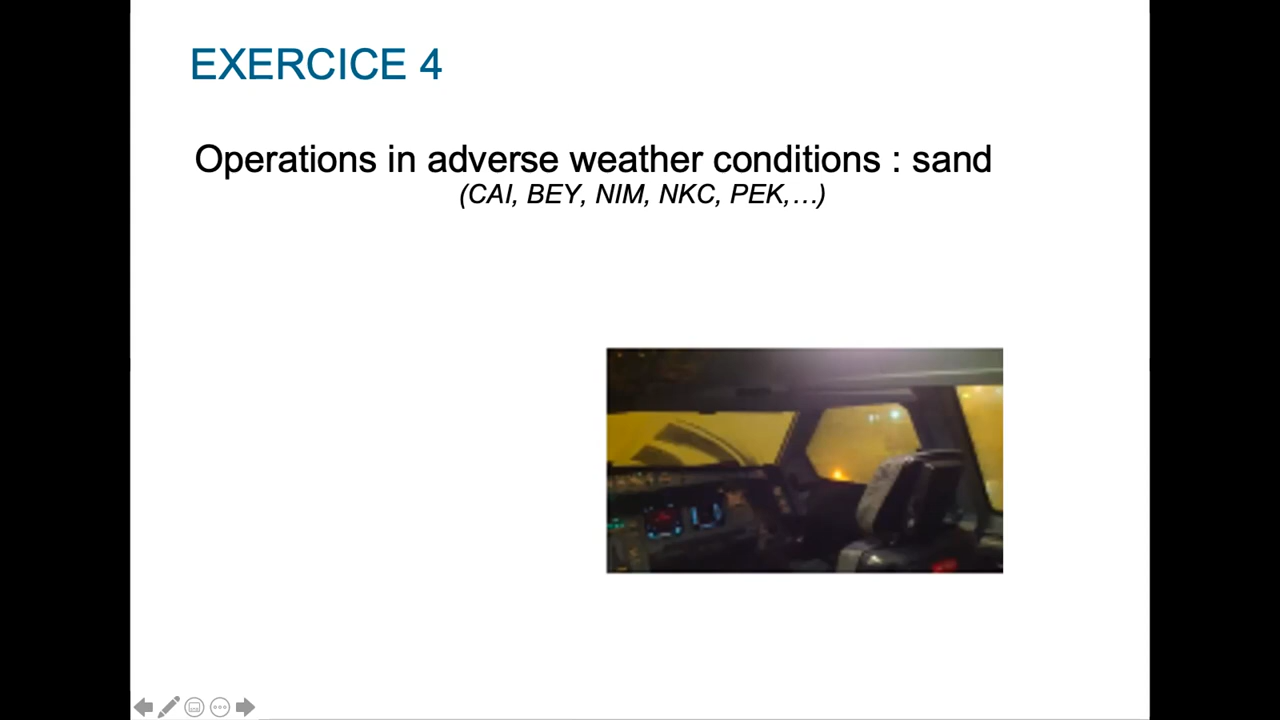 EXERCICE 4
Operations in adverse weather conditions : sand
(CAI, BEY, NIM, NKC, PEK,…)